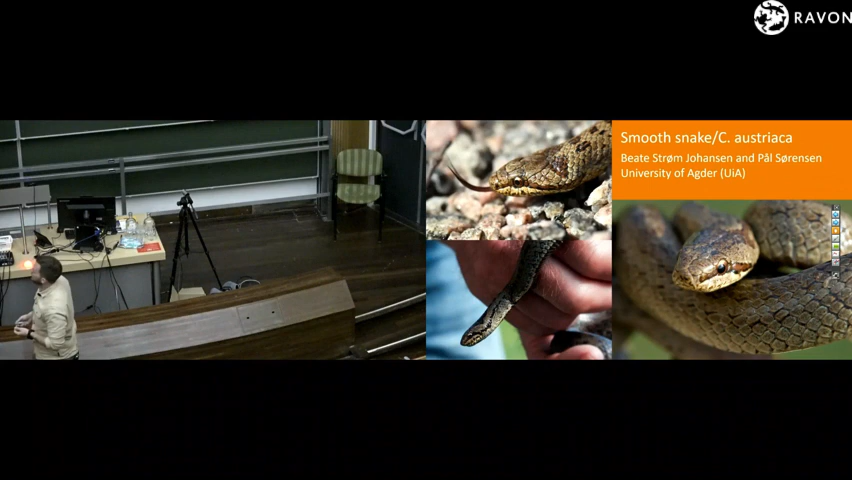 RAVON
Smooth snake/C. austriaca
Beate Strøm Johansen and Pål Sørensen
University of Agder (UiA)